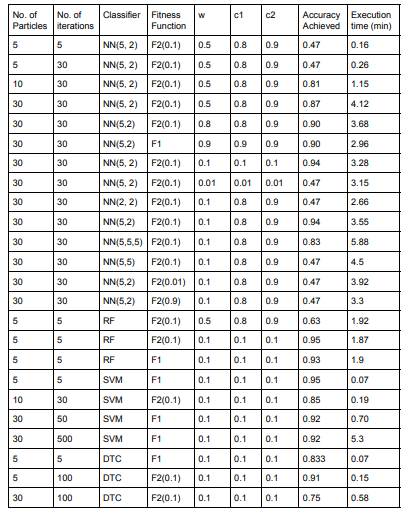 No. of Particles No. of iterations Classifier Fitness Function w c1 c2 Accuracy Achieved Execution time (min)
5 5 NN(5, 2) F2(0.1) 0.5 0.8 0.9 0.47 0.16
5 30 NN(5, 2) F2(0.1) 0.5 0.8 0.9 0.47 0.26
10 30 NN(5, 2) F2(0.1) 0.5 0.8 0.9 0.81 1.15
30 30 NN(5, 2) F2(0.1) 0.5 0.8 0.9 0.87 4.12
30 30 NN(5,2) F2(0.1) 0.8 0.8 0.9 0.90 3.68
30 30 NN(5,2) F1 0.9 0.9 0.9 0.90 2.96
30 30 NN(5, 2) F2(0.1) 0.1 0.1 0.1 0.94 3.28
30 30 NN(5, 2) F2(0.1) 0.01 0.01 0.01 0.47 3.15
30 30 NN(2, 2) F2(0.1) 0.1 0.8 0.9 0.47 2.66
30 30 NN(5,2) F2(0.1) 0.1 0.8 0.9 0.94 3.55
30 30 NN(5,5,5) F2(0.1) 0.1 0.8 0.9 0.83 5.88
30 30 NN(5,5) F2(0.1) 0.1 0.8 0.9 0.47 4.5
30 30 NN(5,2) F2(0.01) 0.1 0.8 0.9 0.47 3.92
30 30 NN(5,2) F2(0.9) 0.1 0.8 0.9 0.47 3.3
5 5 RF F2(0.1) 0.5 0.8 0.9 0.63 1.92
5 5 RF F2(0.1) 0.1 0.1 0.1 0.95 1.87
5 5 RF F1 0.1 0.1 0.1 0.93 1.9
5 5 SVM F1 0.1 0.1 0.1 0.95 0.07
10 30 SVM F2(0.1) 0.1 0.1 0.1 0.85 0.19
30 50 SVM F1 0.1 0.1 0.1 0.92 0.70
30 500 SVM F1 0.1 0.1 0.1 0.92 5.3
5 5 DTC F1 0.1 0.1 0.1 0.833 0.07
5 100 DTC F2(0.1) 0.1 0.1 0.1 0.91 0.15
30 100 DTC F2(0.1) 0.1 0.1 0.1 0.75 0.58